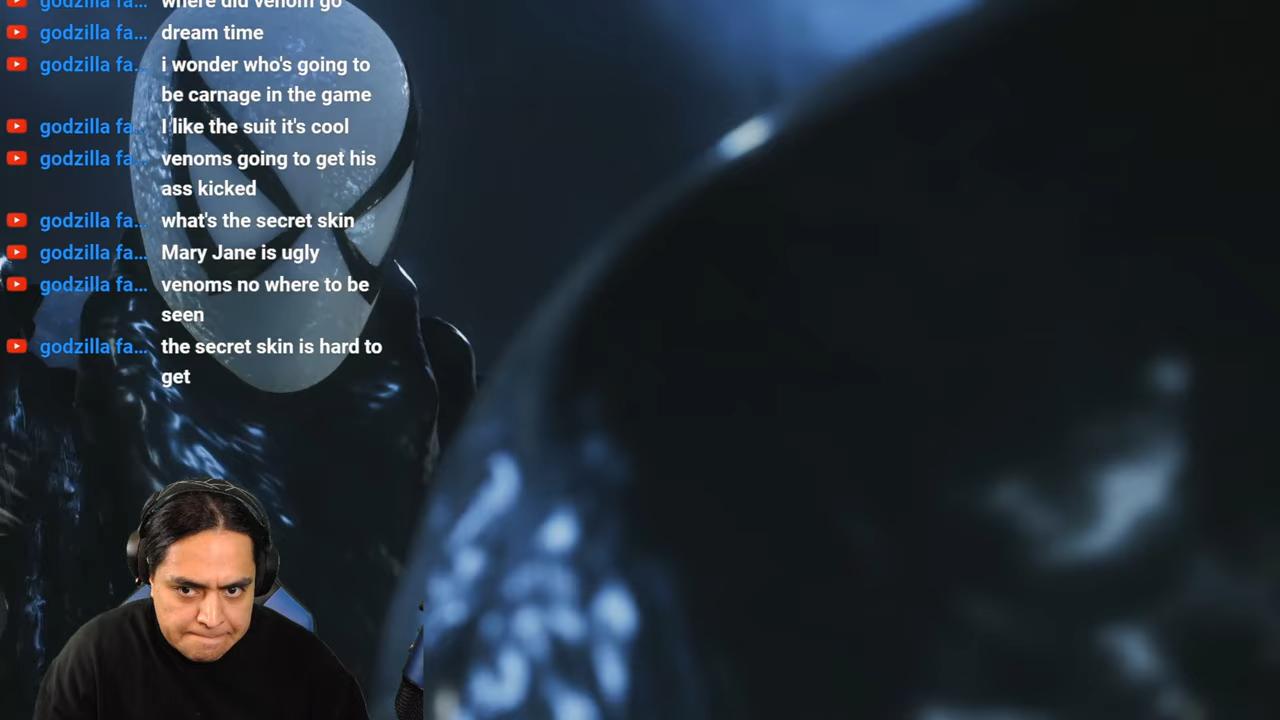 godzilla fa... where did venom go
godzilla fa... dream time
godzilla fa... i wonder who's going to
be carnage in the game
godzilla fa... I like the suit it's cool
godzilla fa... venoms going to get his
ass kicked
godzilla fa... what's the secret skin
godzilla fa... Mary Jane is ugly
godzilla fa... venoms no where to be
seen
godzilla fa... the secret skin is hard to
get